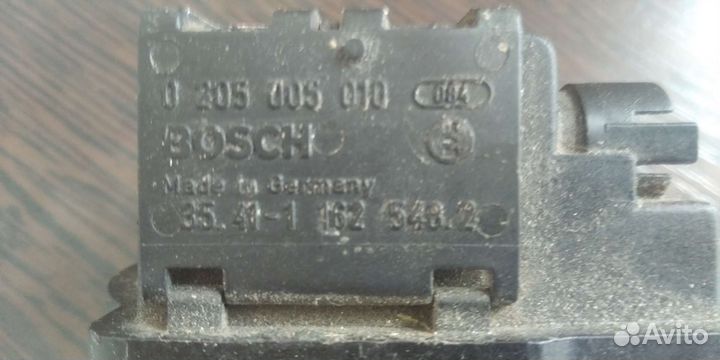 0 205 005 010 084
BOSCH
Made in Germany
35.41-1 162 548.2
Avito